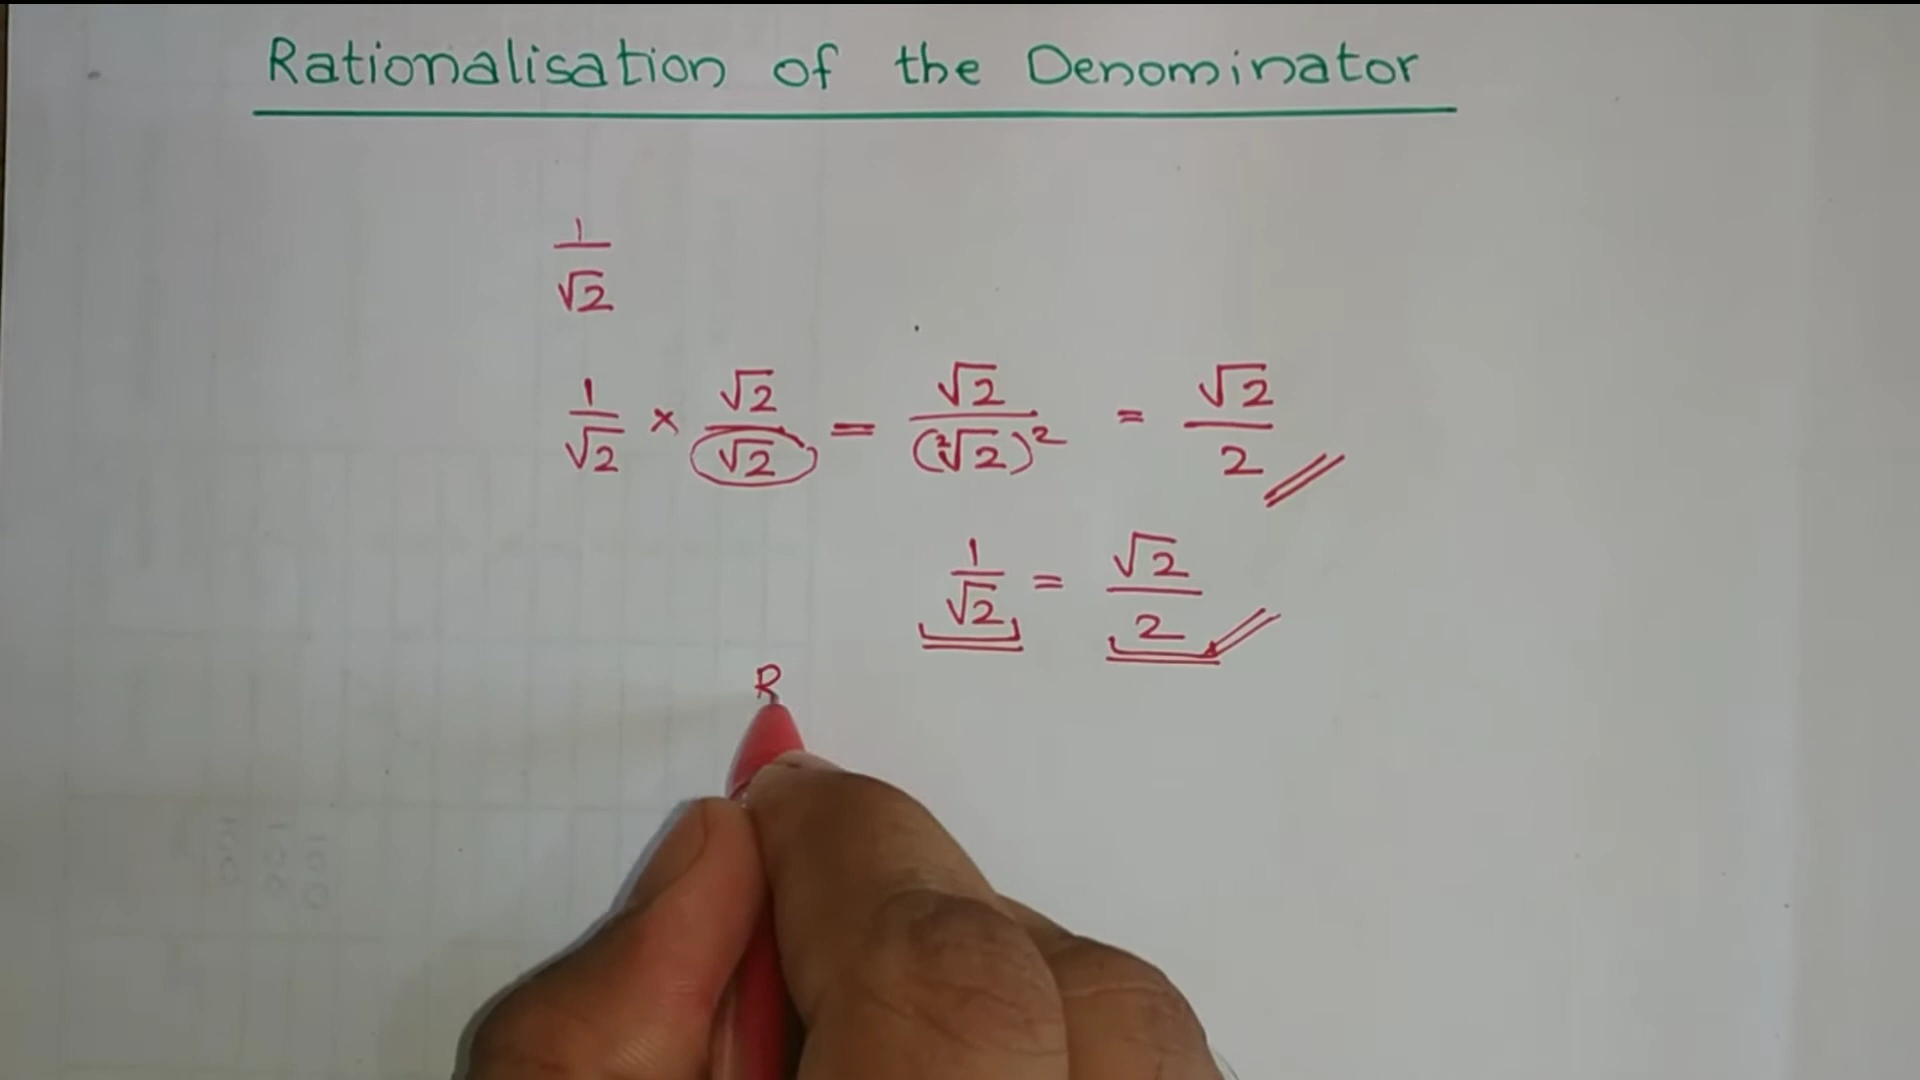 Rationalisation of the Denominator
1/√2
1/√2 × √2/√2 = √2/(²√2)² = √2/2
1/√2 = √2/2
R